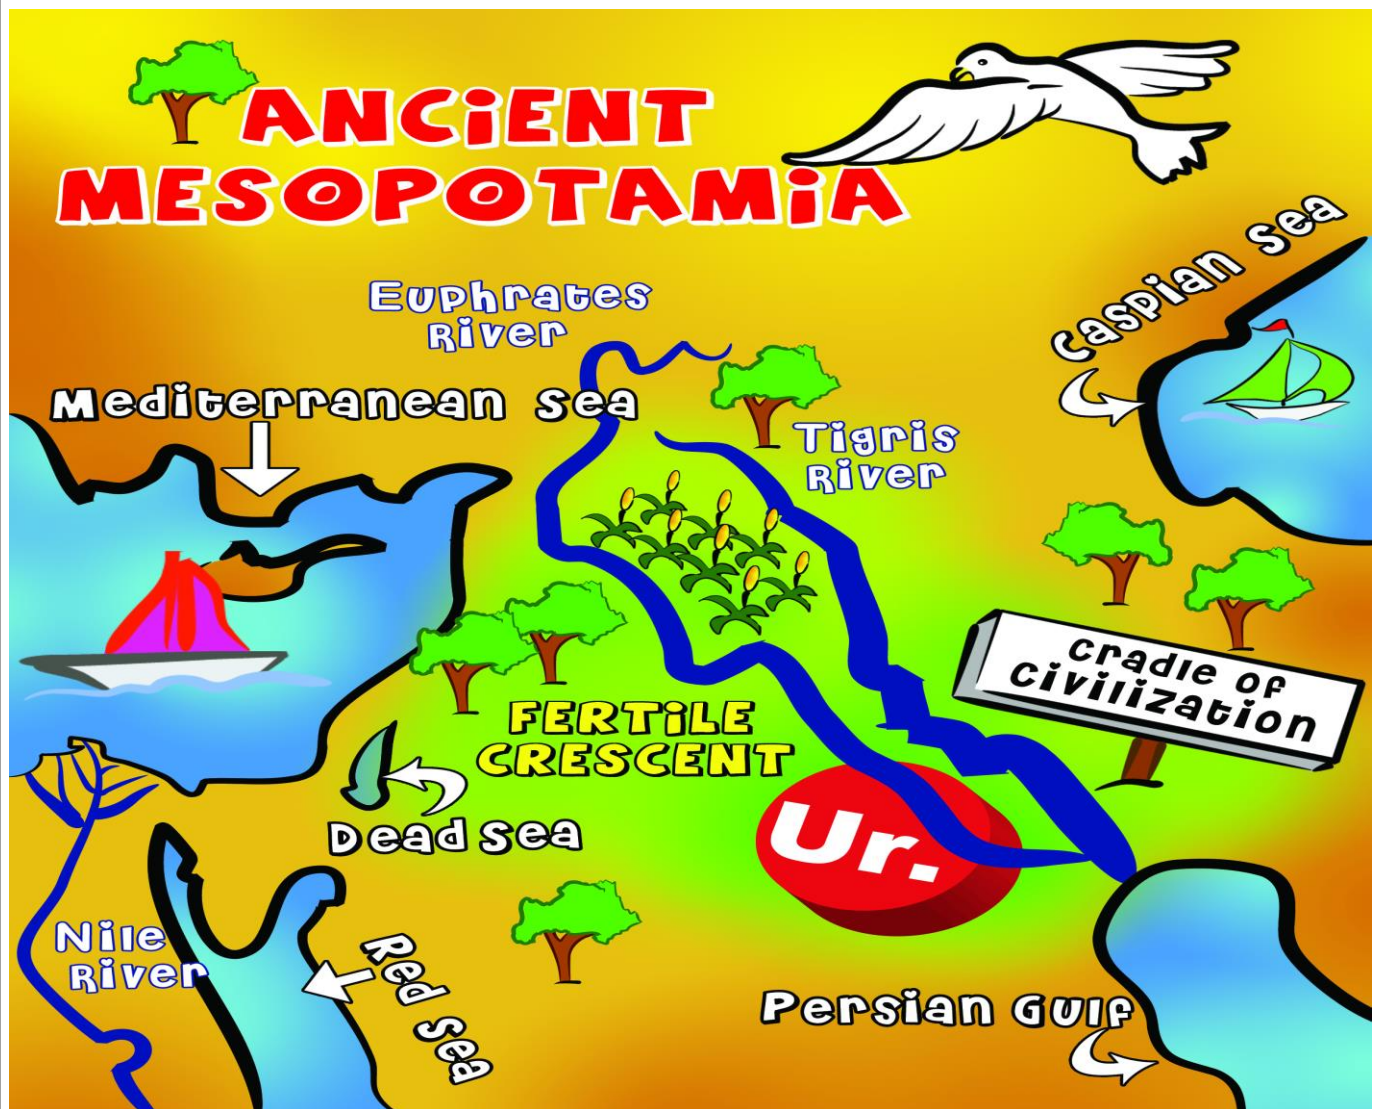 ANCiENT
MESOPOTAMiA
Caspian Sea
Euphrates
River
Mediterranean Sea
Tigris
River
Cradle of
Civilization
FERTiLE
CRESCENT
Dead Sea
Ur.
Nile
River
Red Sea
Persian Gulf